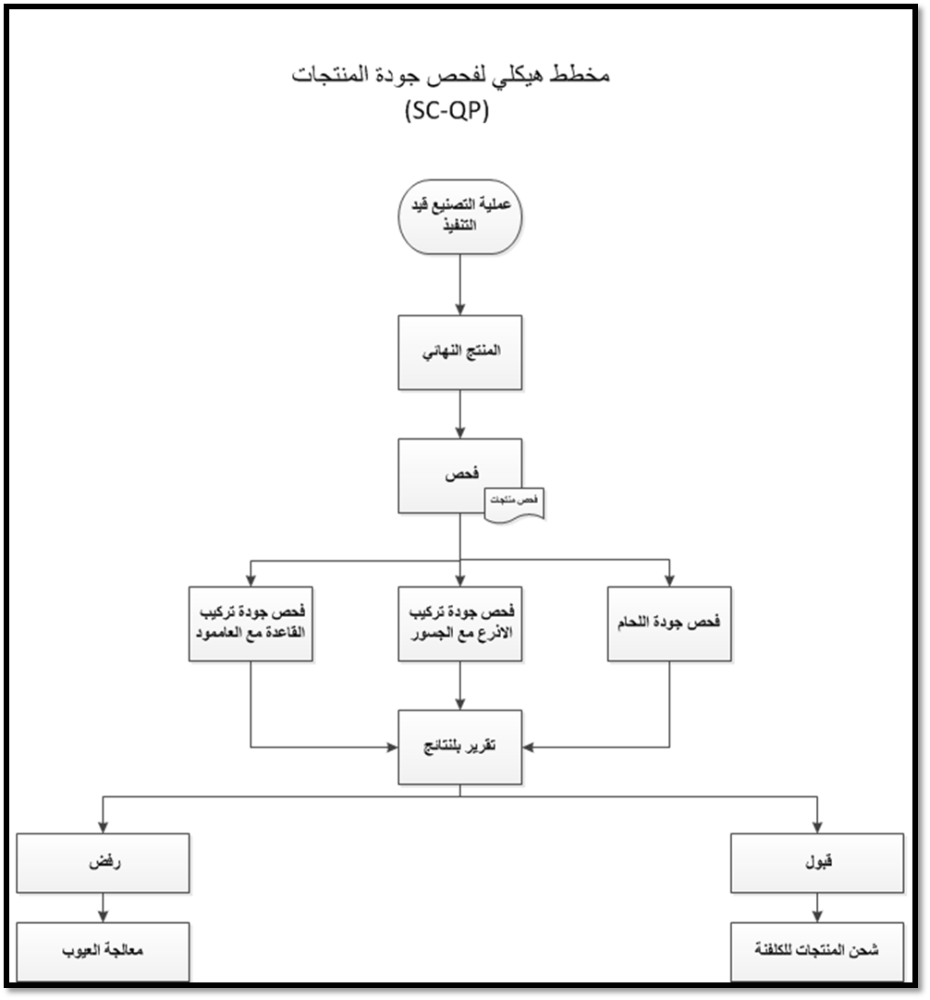 مخطط هيكلي لفحص جودة المنتجات
(SC-QP)
عملية التصنيع قيد
التنفيذ
المنتج النهائي
فحص
فحص منتجات
فحص جودة اللحام
فحص جودة تركيب
الاذرع مع الجسور
فحص جودة تركيب
القاعدة مع العاممود
تقرير بلنتائج
قبول
رفض
شحن المنتجات للكلفنة
معالجة العيوب